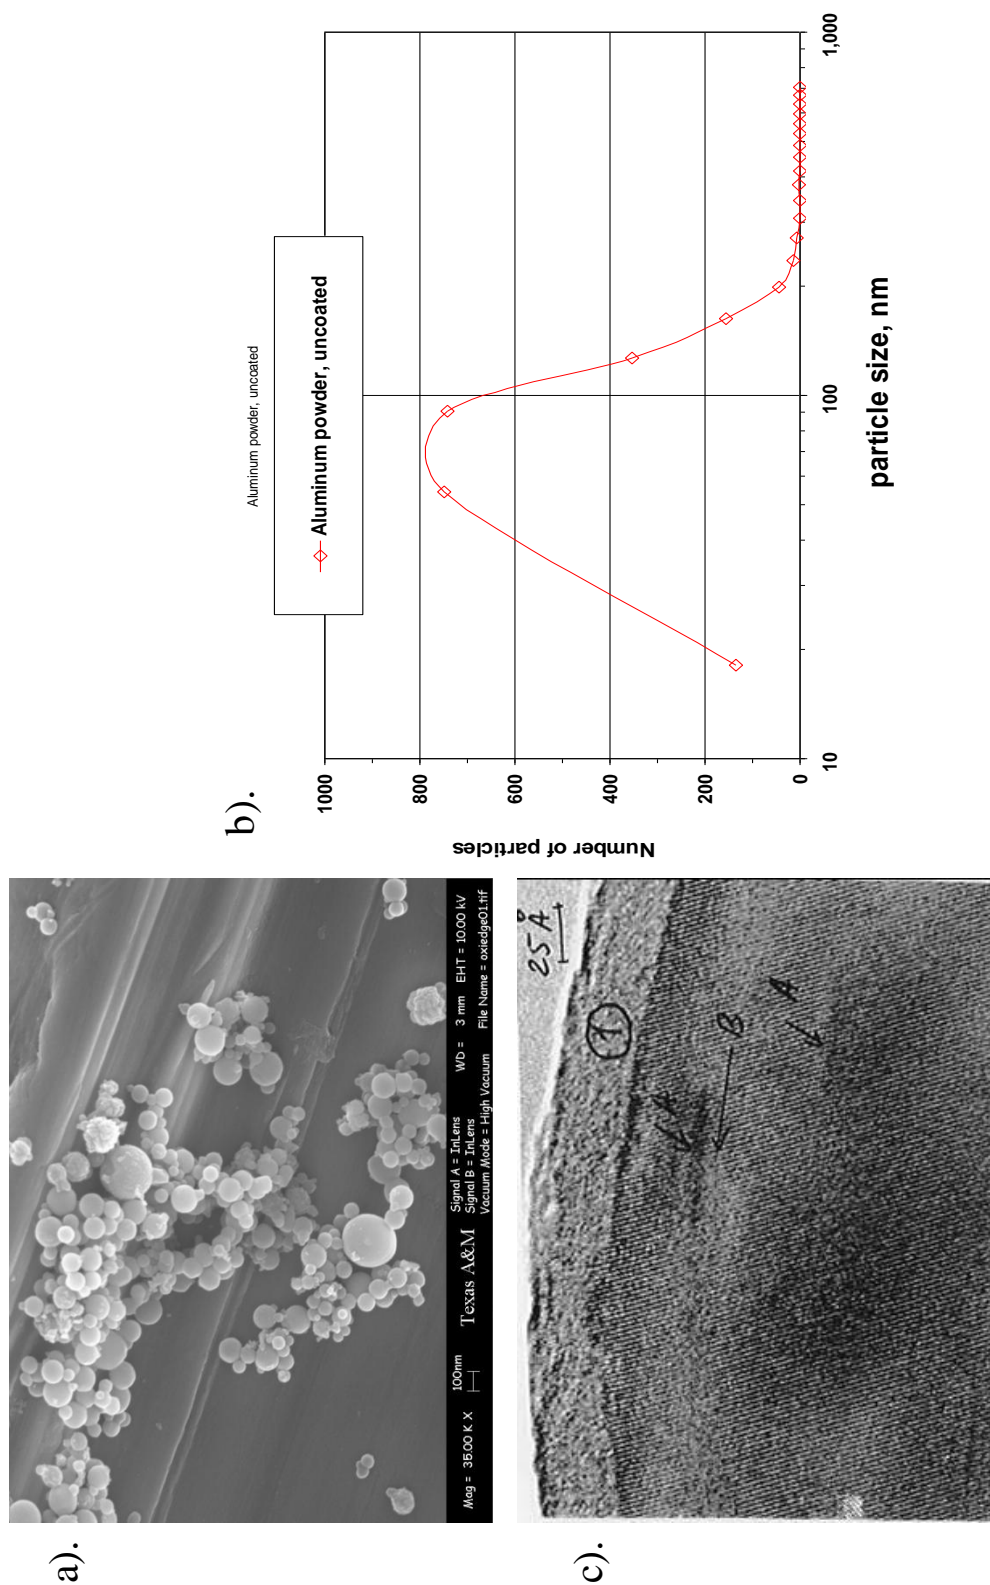 a).
Mag = 35.00 K X
100nm
Texas A&M
Signal A = InLens
Signal B = InLens
Vacuum Mode = High Vacuum
WD = 3 mm
EHT = 10.00 kV
File Name = oxiedge01.tif
b).
Aluminum powder, uncoated
Aluminum powder, uncoated
Number of particles
1000
800
600
400
200
0
10
100
1,000
particle size, nm
c).
25 Å
1
A
B
A